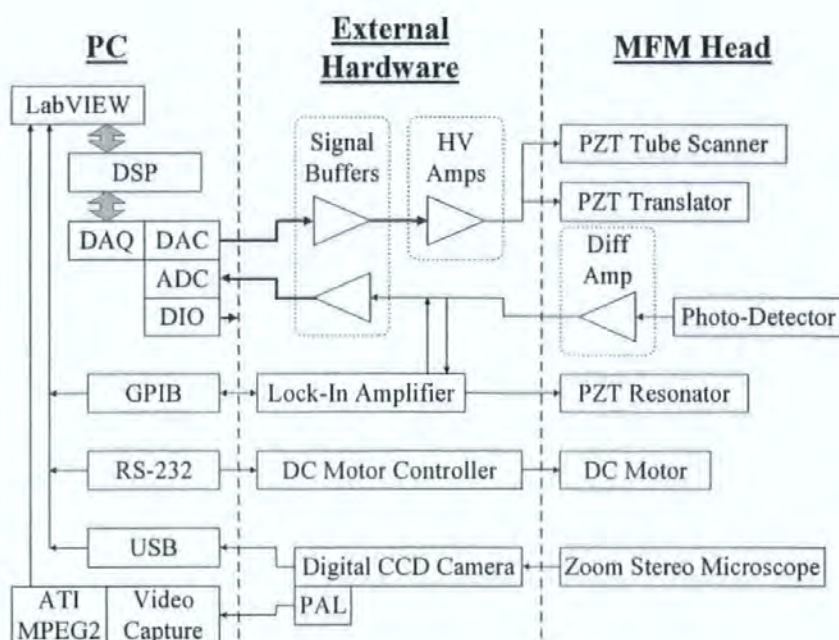 PC
External
Hardware
MFM Head
LabVIEW
DSP
DAQ
DAC
ADC
DIO
Signal
Buffers
HV
Amps
PZT Tube Scanner
PZT Translator
Diff
Amp
Photo-Detector
GPIB
Lock-In Amplifier
PZT Resonator
RS-232
DC Motor Controller
DC Motor
USB
Digital CCD Camera
PAL
Zoom Stereo Microscope
ATI
MPEG2
Video
Capture